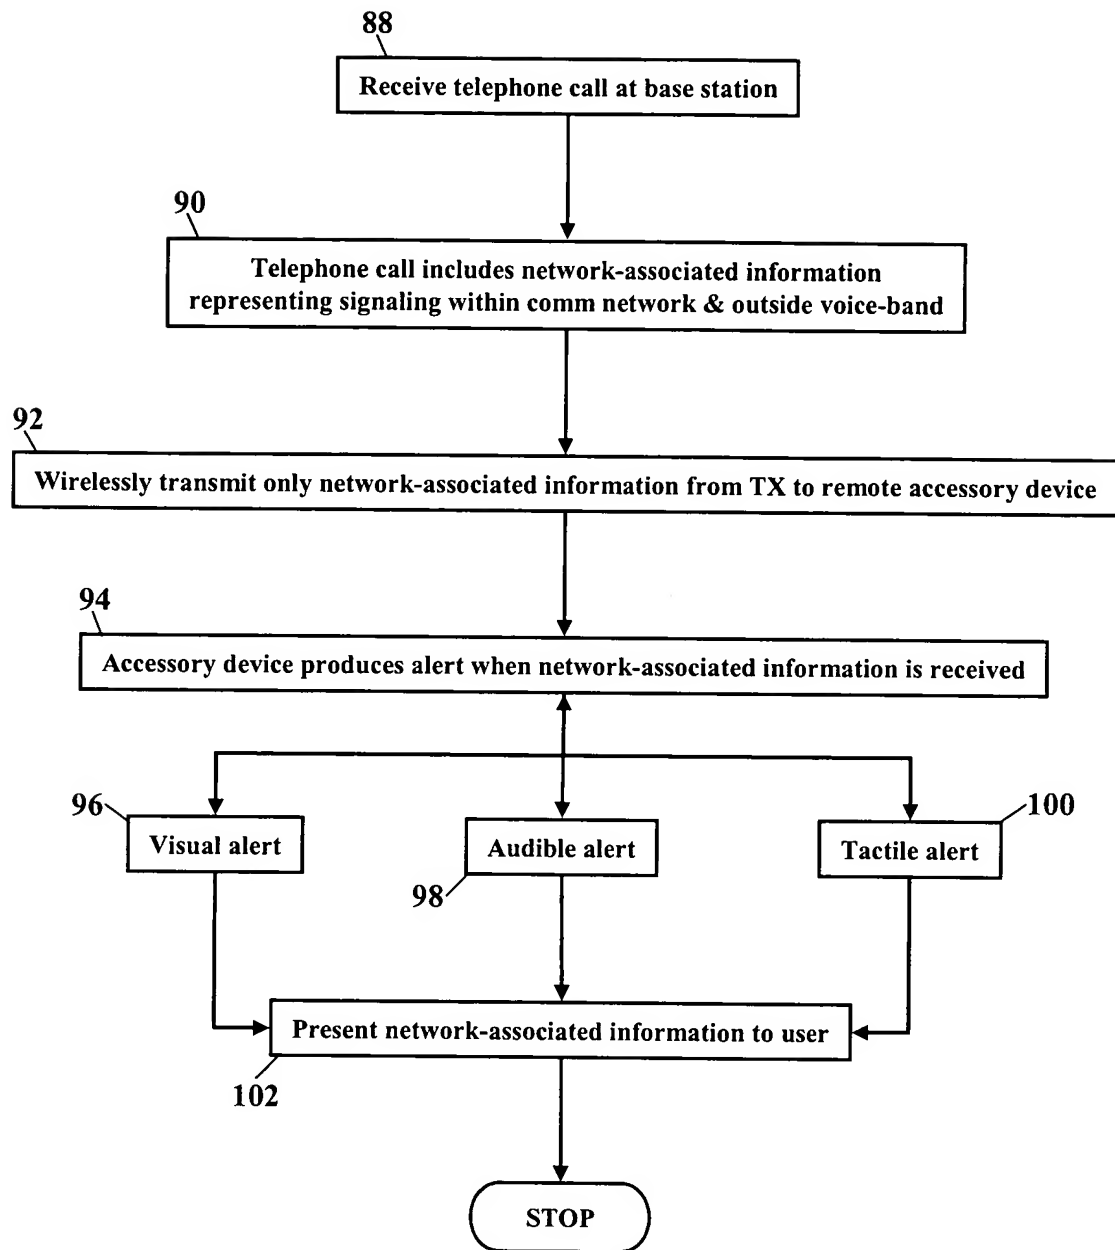 88
Receive telephone call at base station
90
Telephone call includes network-associated information
representing signaling within comm network & outside voice-band
92
Wirelessly transmit only network-associated information from TX to remote accessory device
94
Accessory device produces alert when network-associated information is received
96
Visual alert
98
Audible alert
100
Tactile alert
Present network-associated information to user
102
STOP